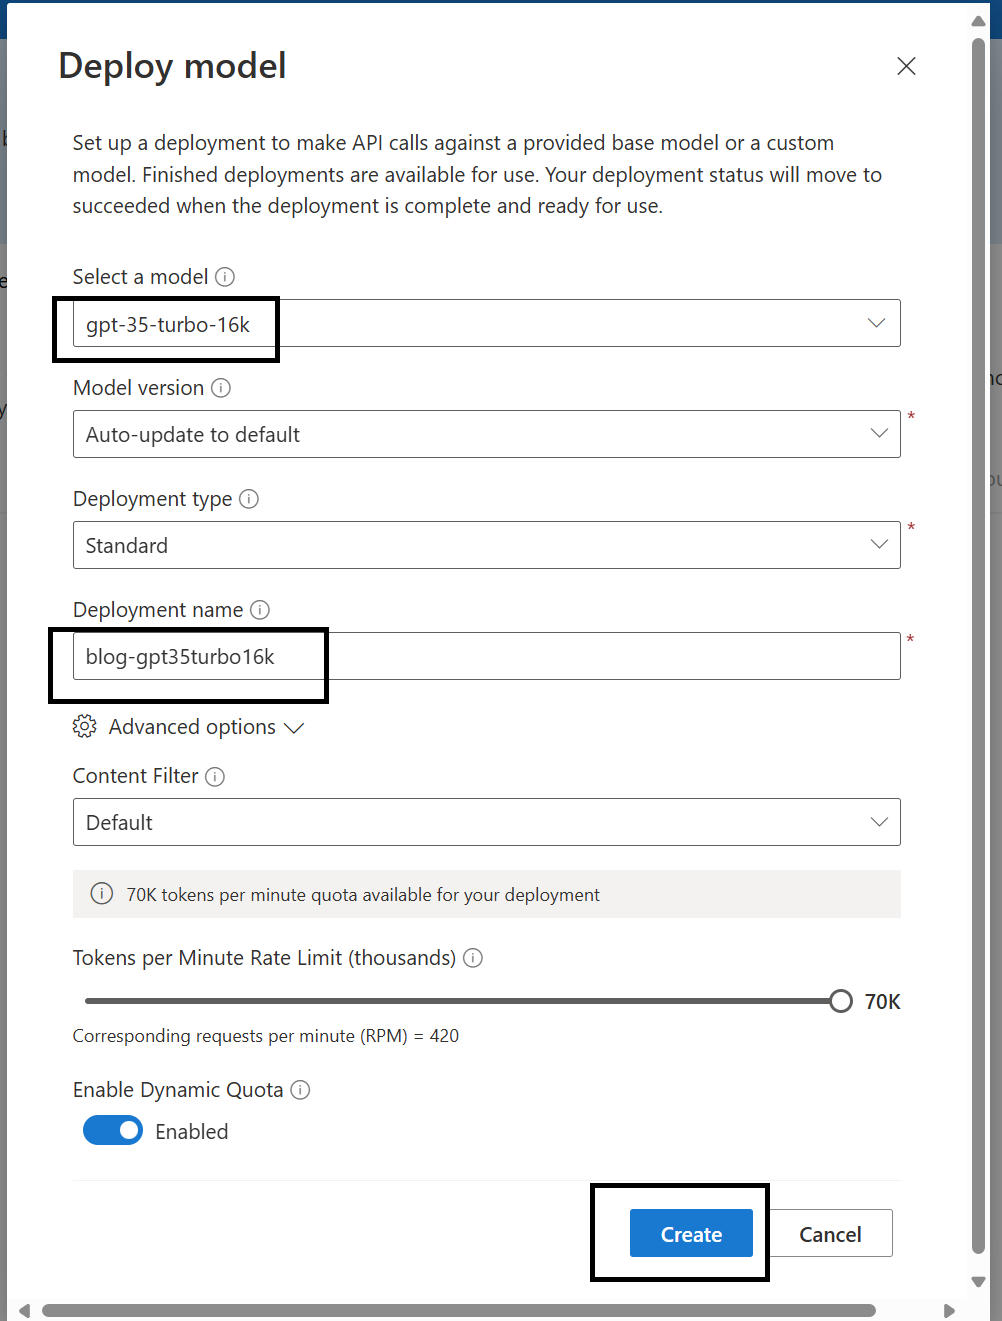 Deploy model
Set up a deployment to make API calls against a provided base model or a custom
model. Finished deployments are available for use. Your deployment status will move to
succeeded when the deployment is complete and ready for use.
Select a model
gpt-35-turbo-16k
Model version
Auto-update to default
*
Deployment type
Standard
*
Deployment name
blog-gpt35turbo16k
*
Advanced options
Content Filter
Default
70K tokens per minute quota available for your deployment
Tokens per Minute Rate Limit (thousands)
70K
Corresponding requests per minute (RPM) = 420
Enable Dynamic Quota
Enabled
Create
Cancel